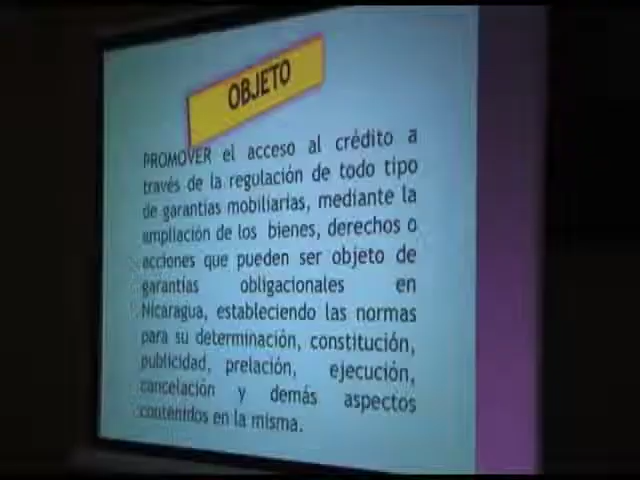 OBJETO
PROMOVER el acceso al crédito a
través de la regulación de todo tipo
de garantías mobiliarias, mediante la
ampliación de los bienes, derechos o
acciones que pueden ser objeto de
garantías obligacionales en
Nicaragua, estableciendo las normas
para su determinación, constitución,
publicidad, prelación, ejecución,
cancelación y demás aspectos
contenidos en la misma.